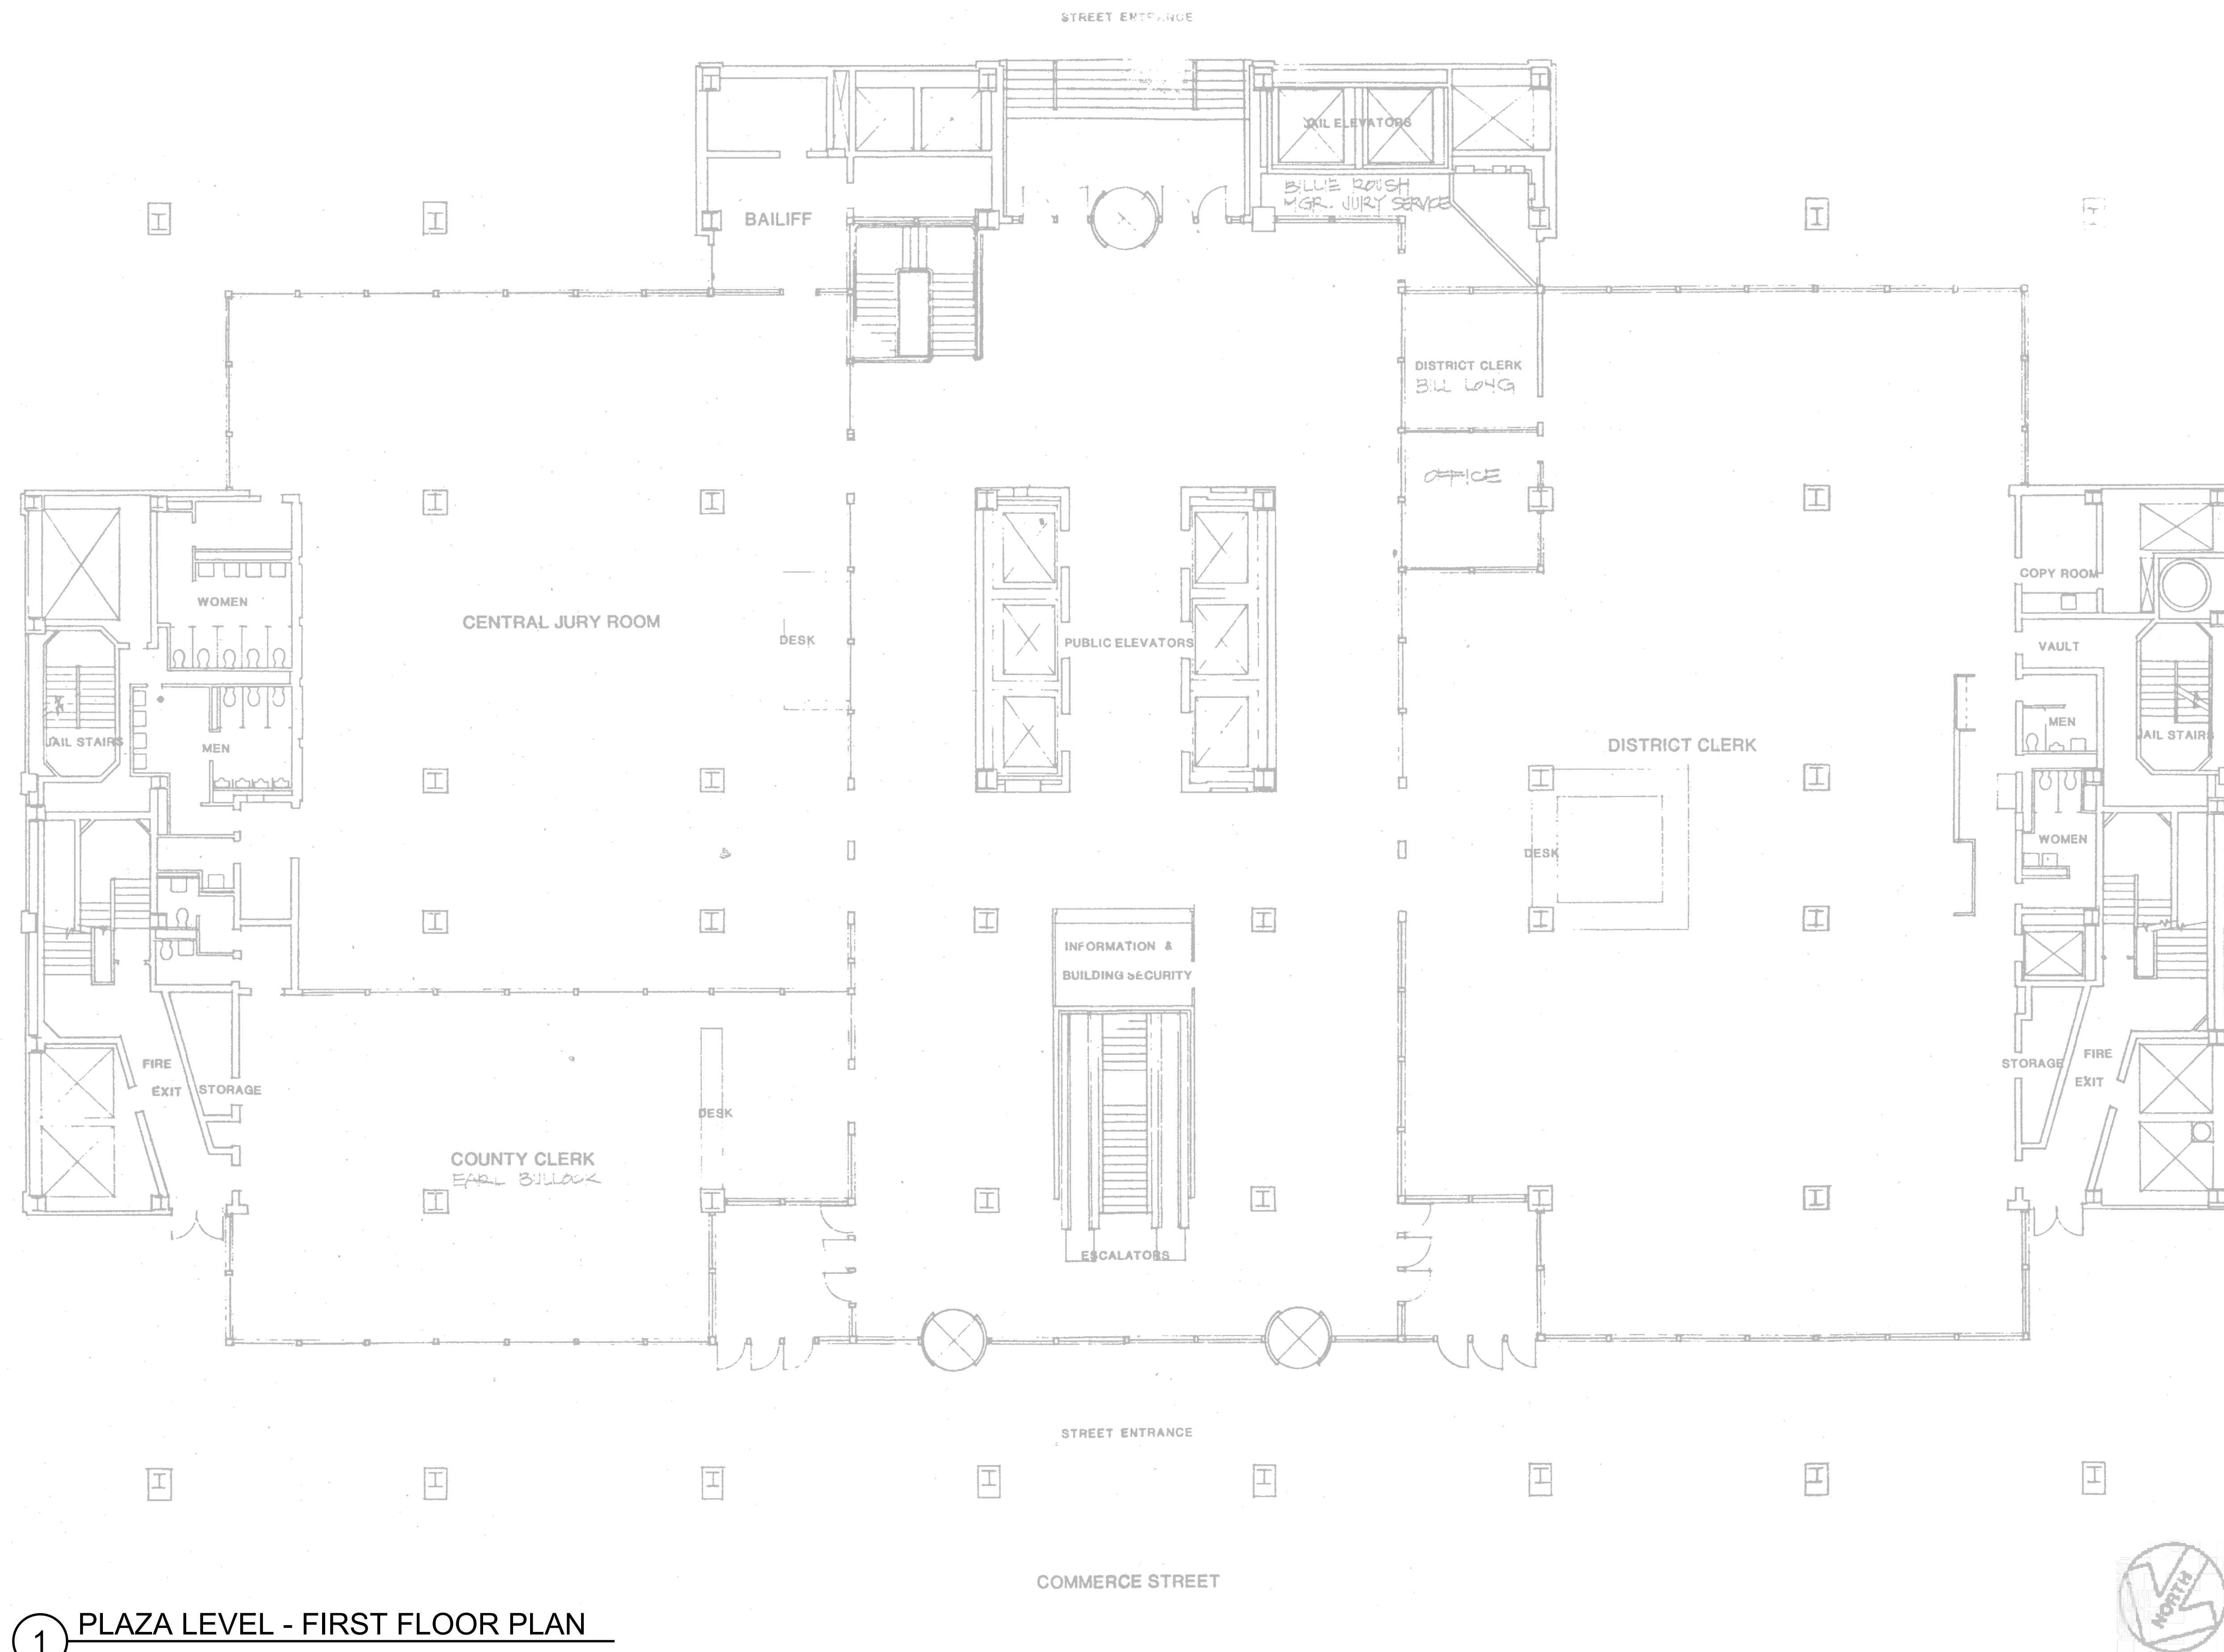 STREET ENTRANCE
JAIL ELEVATORS
BILLIE ROUSH
MGR. JURY SERVICE
BAILIFF
DISTRICT CLERK
BILL LONG
OFFICE
WOMEN
CENTRAL JURY ROOM
DESK
PUBLIC ELEVATORS
COPY ROOM
VAULT
JAIL STAIRS
MEN
DISTRICT CLERK
MEN
JAIL STAIRS
DESK
WOMEN
INFORMATION &
BUILDING SECURITY
FIRE
EXIT
STORAGE
DESK
STORAGE
FIRE
EXIT
COUNTY CLERK
EARL BULLOCK
ESCALATORS
STREET ENTRANCE
COMMERCE STREET
1
PLAZA LEVEL - FIRST FLOOR PLAN
NORTH